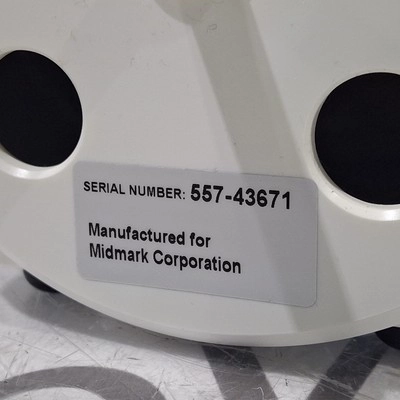 SERIAL NUMBER: 557-43671
Manufactured for
Midmark Corporation